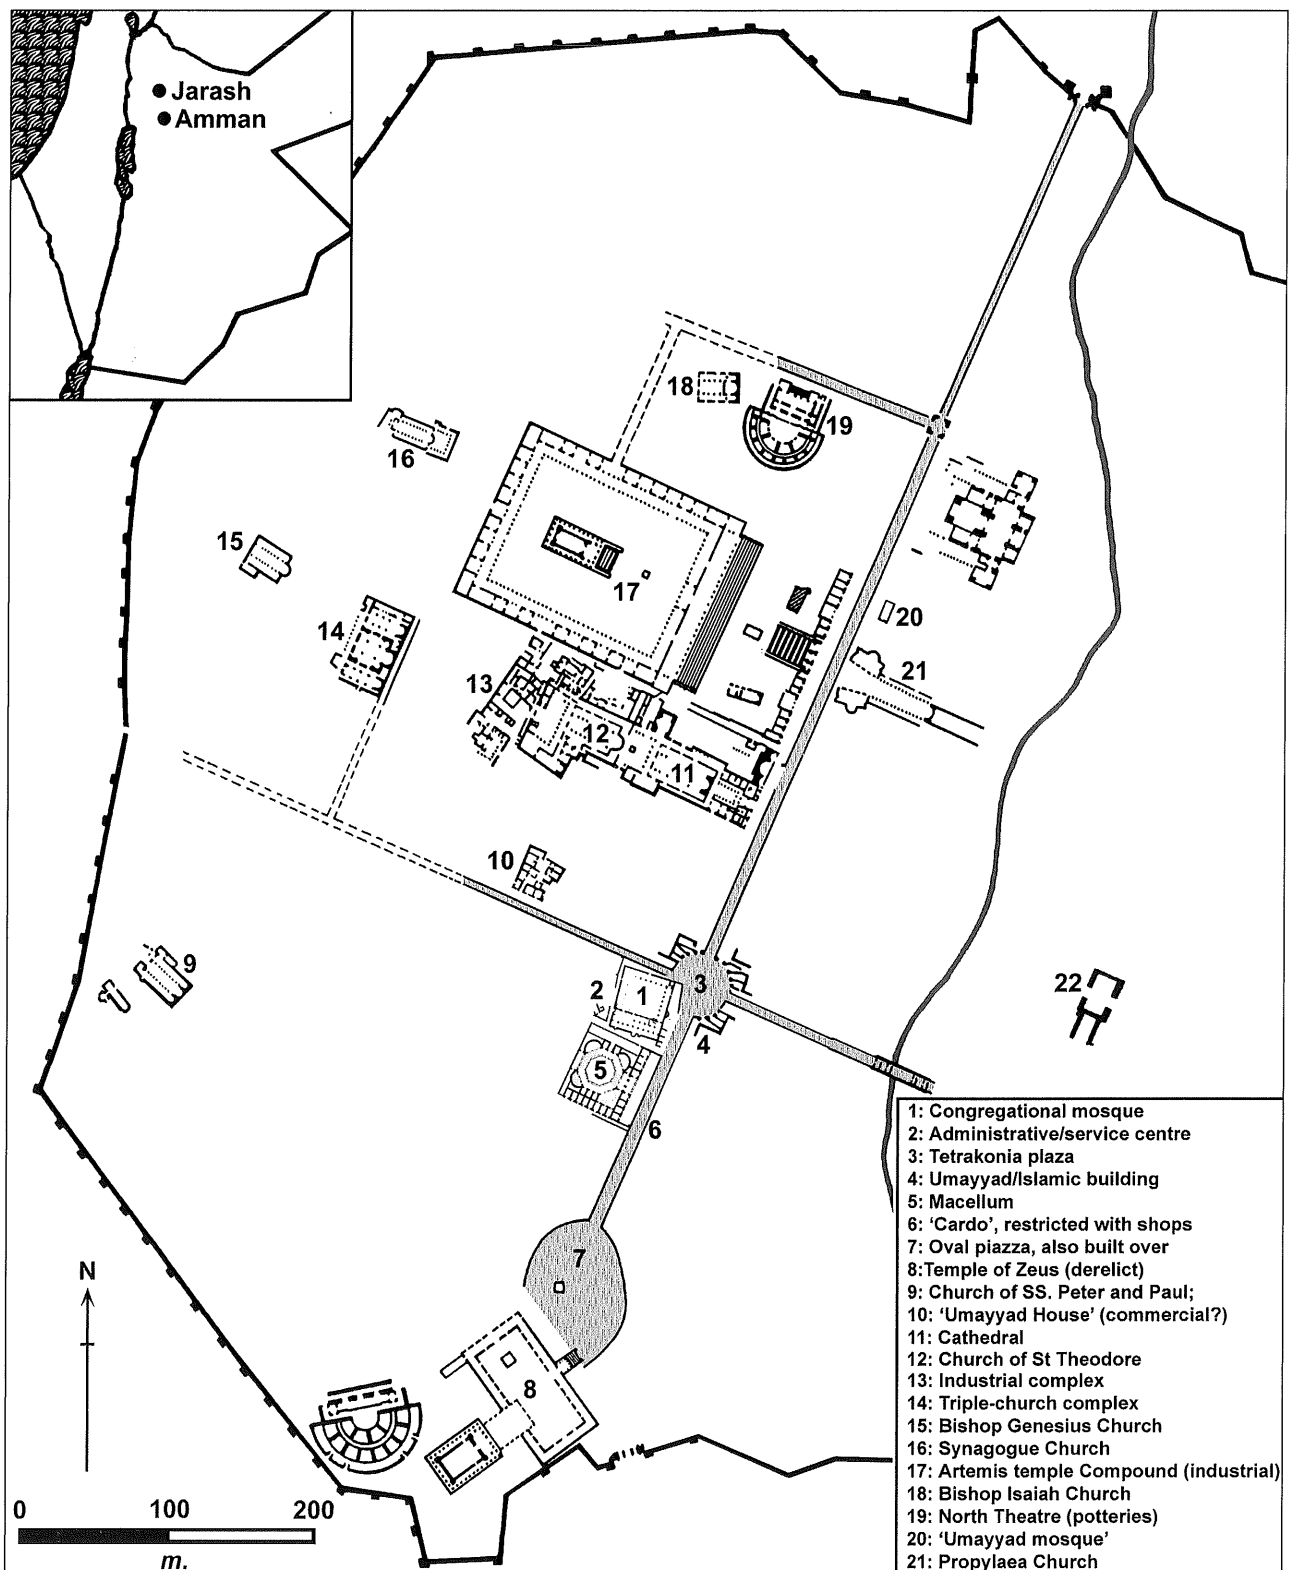 Jarash
Amman
18
19
16
15
17
20
14
21
13
12
11
10
9
3
22
2
1
4
5
6
7
N
8
0 100 200
m.
1: Congregational mosque
2: Administrative/service centre
3: Tetrakonia plaza
4: Umayyad/Islamic building
5: Macellum
6: ‘Cardo’, restricted with shops
7: Oval piazza, also built over
8:Temple of Zeus (derelict)
9: Church of SS. Peter and Paul;
10: ‘Umayyad House’ (commercial?)
11: Cathedral
12: Church of St Theodore
13: Industrial complex
14: Triple-church complex
15: Bishop Genesius Church
16: Synagogue Church
17: Artemis temple Compound (industrial)
18: Bishop Isaiah Church
19: North Theatre (potteries)
20: ‘Umayyad mosque’
21: Propylaea Church